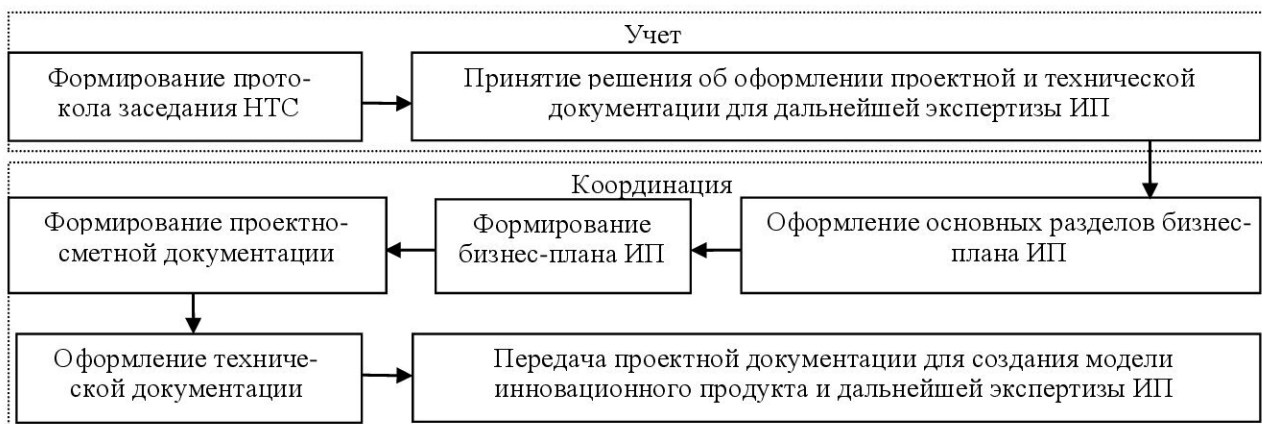 Учет
Формирование прото-
кола заседания НТС
Принятие решения об оформлении проектной и технической
документации для дальнейшей экспертизы ИП
Координация
Формирование проектно-
сметной документации
Формирование
бизнес-плана ИП
Оформление основных разделов бизнес-
плана ИП
Оформление техниче-
ской документации
Передача проектной документации для создания модели
инновационного продукта и дальнейшей экспертизы ИП